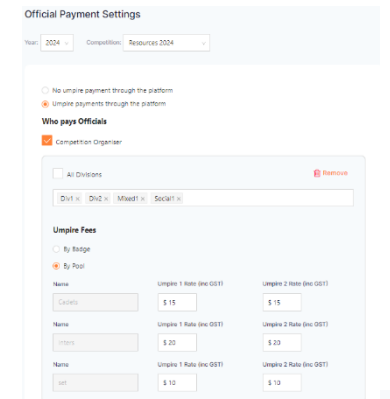 Official Payment Settings
Year: 2024 Competition: Resources 2024
No umpire payment through the platform
Umpire payments through the platform
Who pays Officials
Competition Organiser
All Divisions Remove
Div1 × Div2 × Mixed1 × Social1 ×
Umpire Fees
By Badge
By Pool
Name Umpire 1 Rate (inc GST) Umpire 2 Rate (inc GST)
Cadets $ 15 $ 15
Name Umpire 1 Rate (inc GST) Umpire 2 Rate (inc GST)
Inters $ 20 $ 20
Name Umpire 1 Rate (inc GST) Umpire 2 Rate (inc GST)
$ 10 $ 10